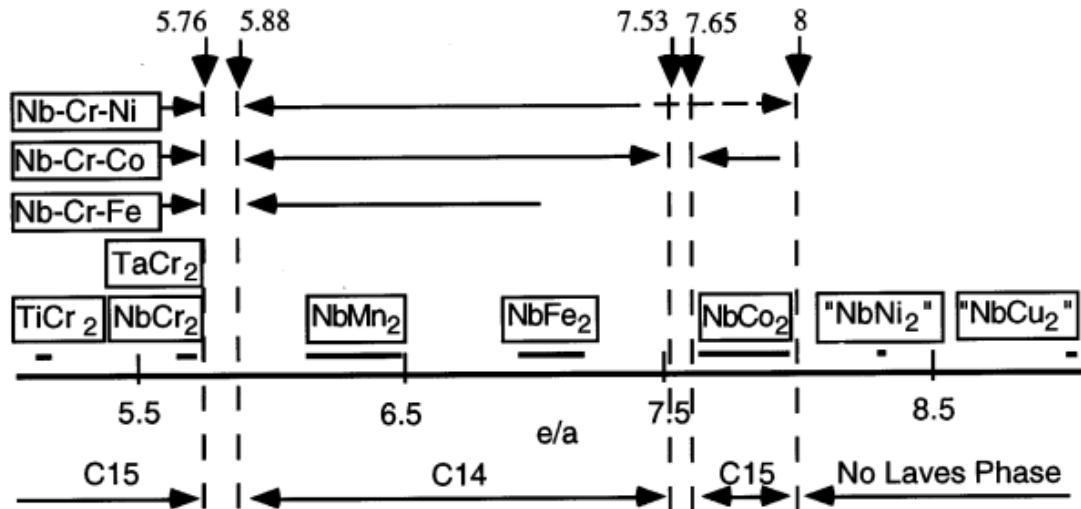 5.76 5.88 7.53 7.65 8
Nb-Cr-Ni
Nb-Cr-Co
Nb-Cr-Fe
TaCr₂
TiCr₂ NbCr₂ NbMn₂ NbFe₂ NbCo₂ "NbNi₂" "NbCu₂"
5.5 6.5 7.5 8.5
e/a
C15 C14 C15 No Laves Phase